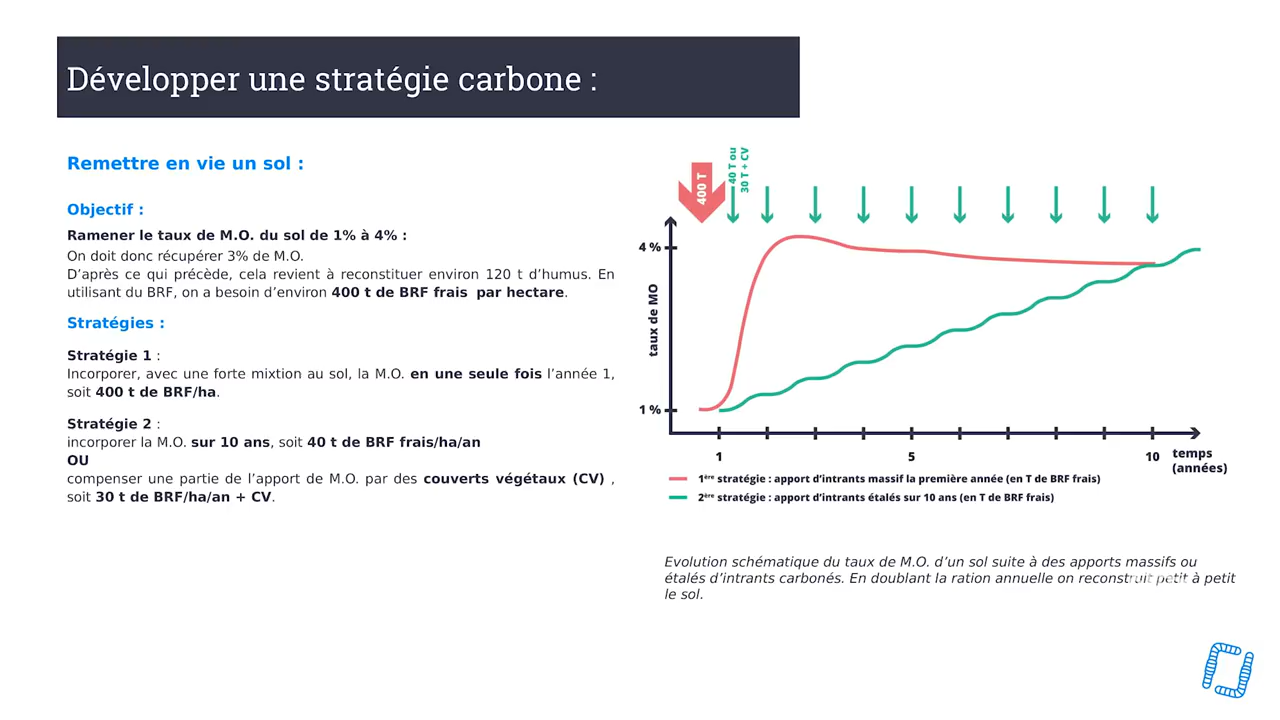 Développer une stratégie carbone :
Remettre en vie un sol :
Objectif :
Ramener le taux de M.O. du sol de 1% à 4% :
On doit donc récupérer 3% de M.O.
D’après ce qui précède, cela revient à reconstituer environ 120 t d’humus. En
utilisant du BRF, on a besoin d’environ 400 t de BRF frais par hectare.
Stratégies :
Stratégie 1 :
Incorporer, avec une forte mixtion au sol, la M.O. en une seule fois l’année 1,
soit 400 t de BRF/ha.
Stratégie 2 :
incorporer la M.O. sur 10 ans, soit 40 t de BRF frais/ha/an
OU
compenser une partie de l’apport de M.O. par des couverts végétaux (CV) ,
soit 30 t de BRF/ha/an + CV.
400 T
40 T ou
30 T + CV
4 %
taux de MO
1 %
1
5
10
temps
(années)
1ère stratégie : apport d’intrants massif la première année (en T de BRF frais)
2ère stratégie : apport d’intrants étalés sur 10 ans (en T de BRF frais)
Evolution schématique du taux de M.O. d’un sol suite à des apports massifs ou
étalés d’intrants carbonés. En doublant la ration annuelle on reconstruit petit à petit
le sol.